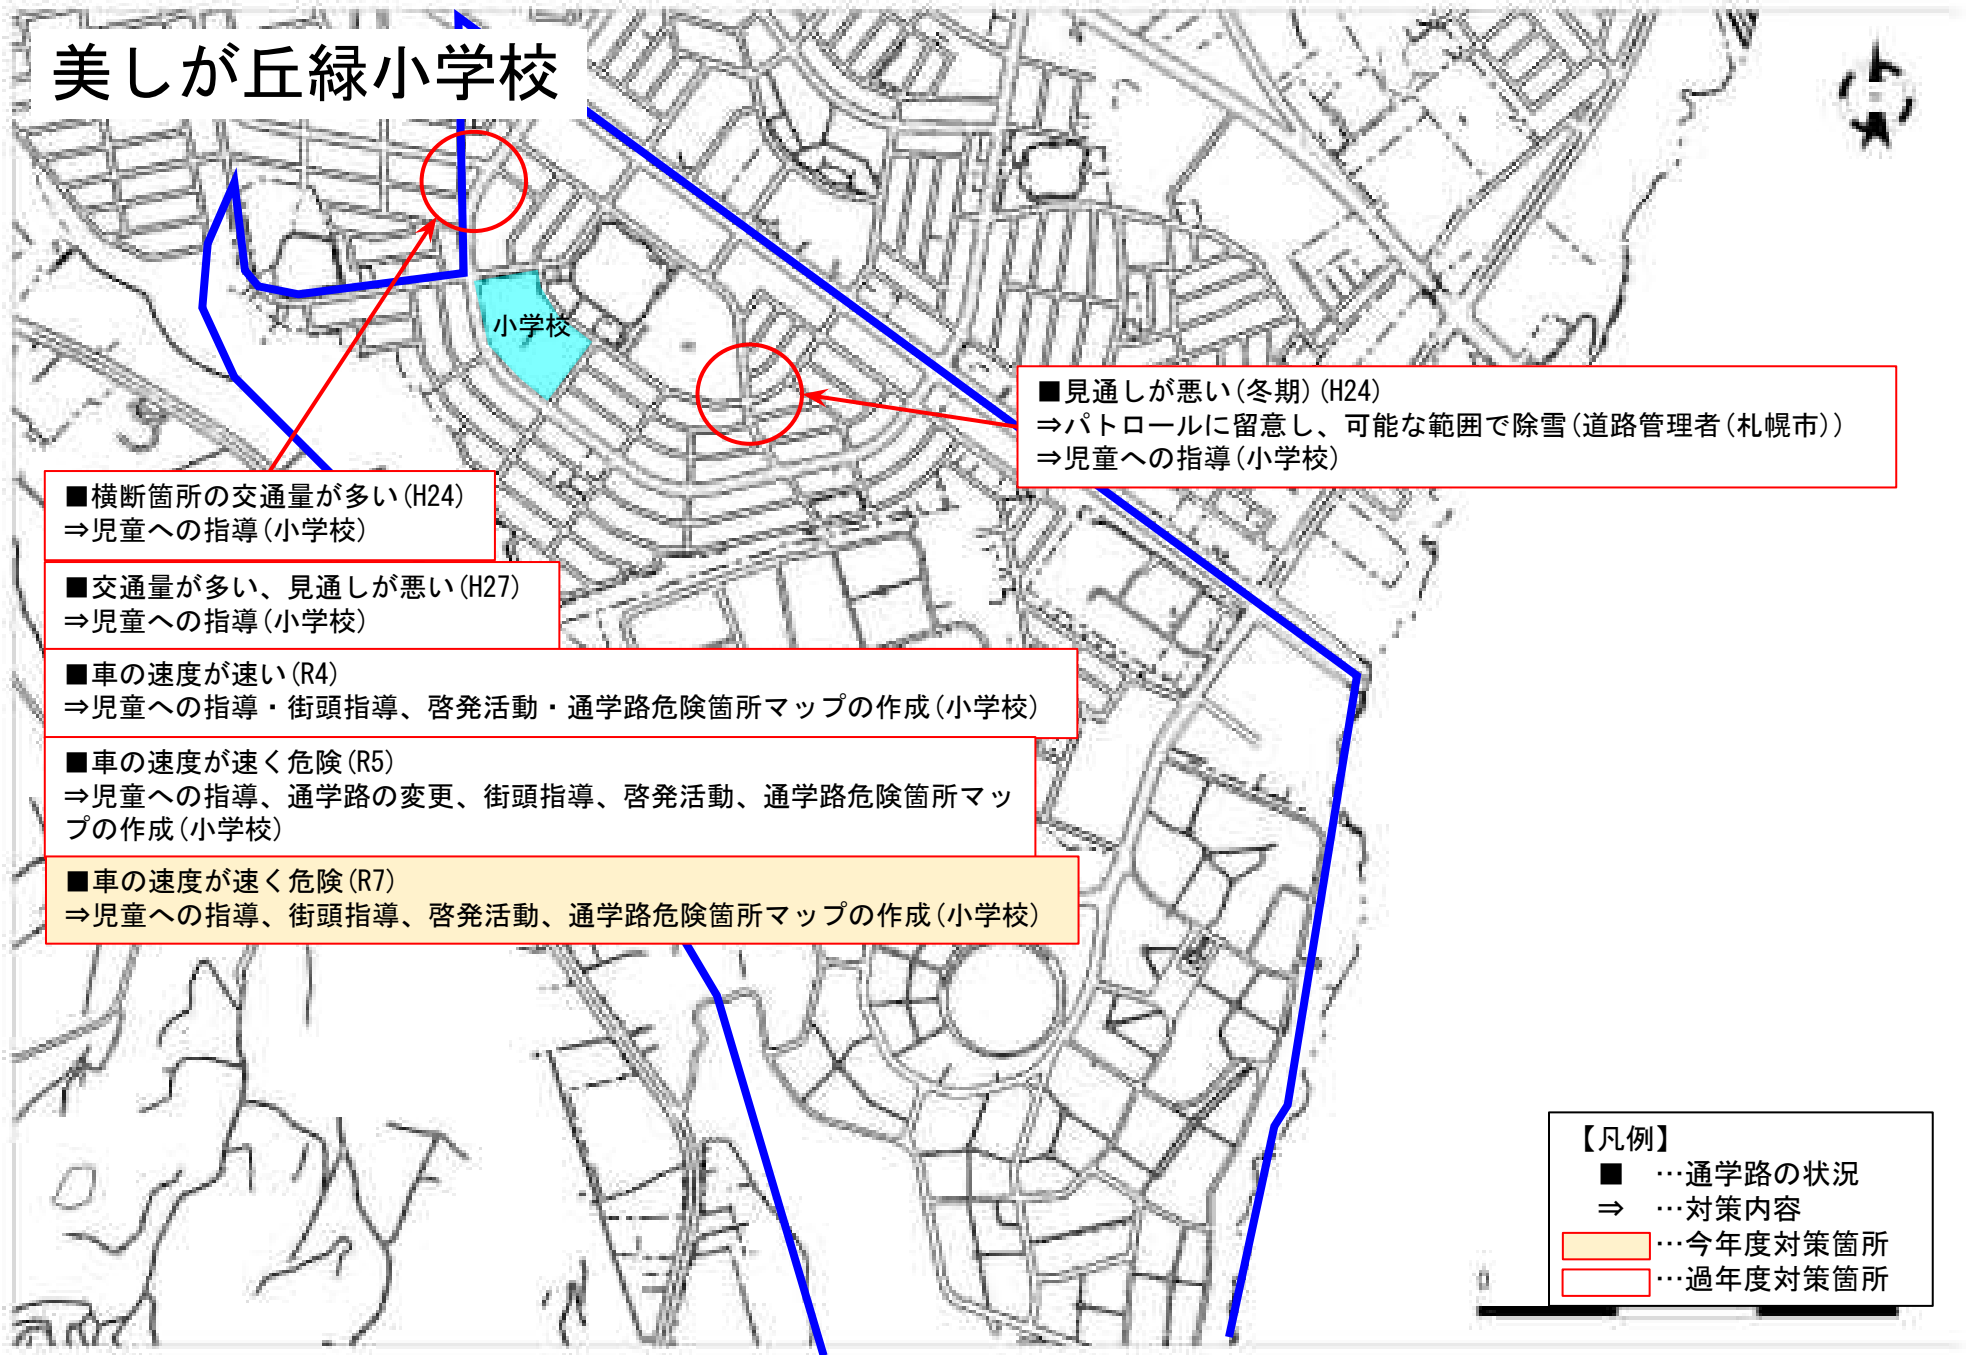 美しが丘緑小学校
小学校
■見通しが悪い(冬期)(H24)
⇒パトロールに留意し、可能な範囲で除雪(道路管理者(札幌市))
⇒児童への指導(小学校)
■横断箇所の交通量が多い(H24)
⇒児童への指導(小学校)
■交通量が多い、見通しが悪い(H27)
⇒児童への指導(小学校)
■車の速度が速い(R4)
⇒児童への指導・街頭指導、啓発活動・通学路危険箇所マップの作成(小学校)
■車の速度が速く危険(R5)
⇒児童への指導、通学路の変更、街頭指導、啓発活動、通学路危険箇所マッ
プの作成(小学校)
■車の速度が速く危険(R7)
⇒児童への指導、街頭指導、啓発活動、通学路危険箇所マップの作成(小学校)
【凡例】
■ …通学路の状況
⇒ …対策内容
…今年度対策箇所
…過年度対策箇所
0